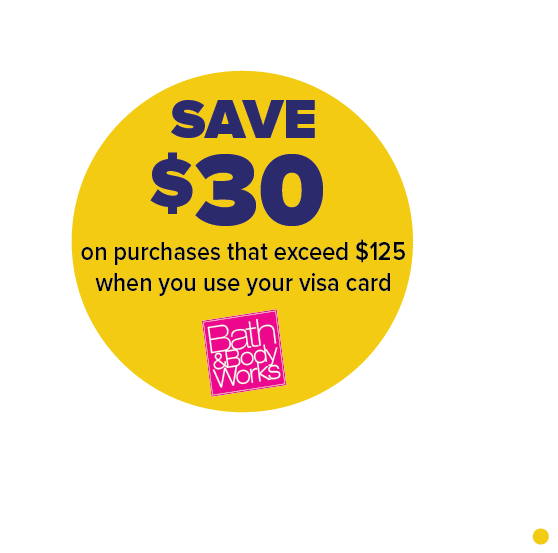 SAVE
$30
on purchases that exceed $125
when you use your visa card
Bath
&Body
Works